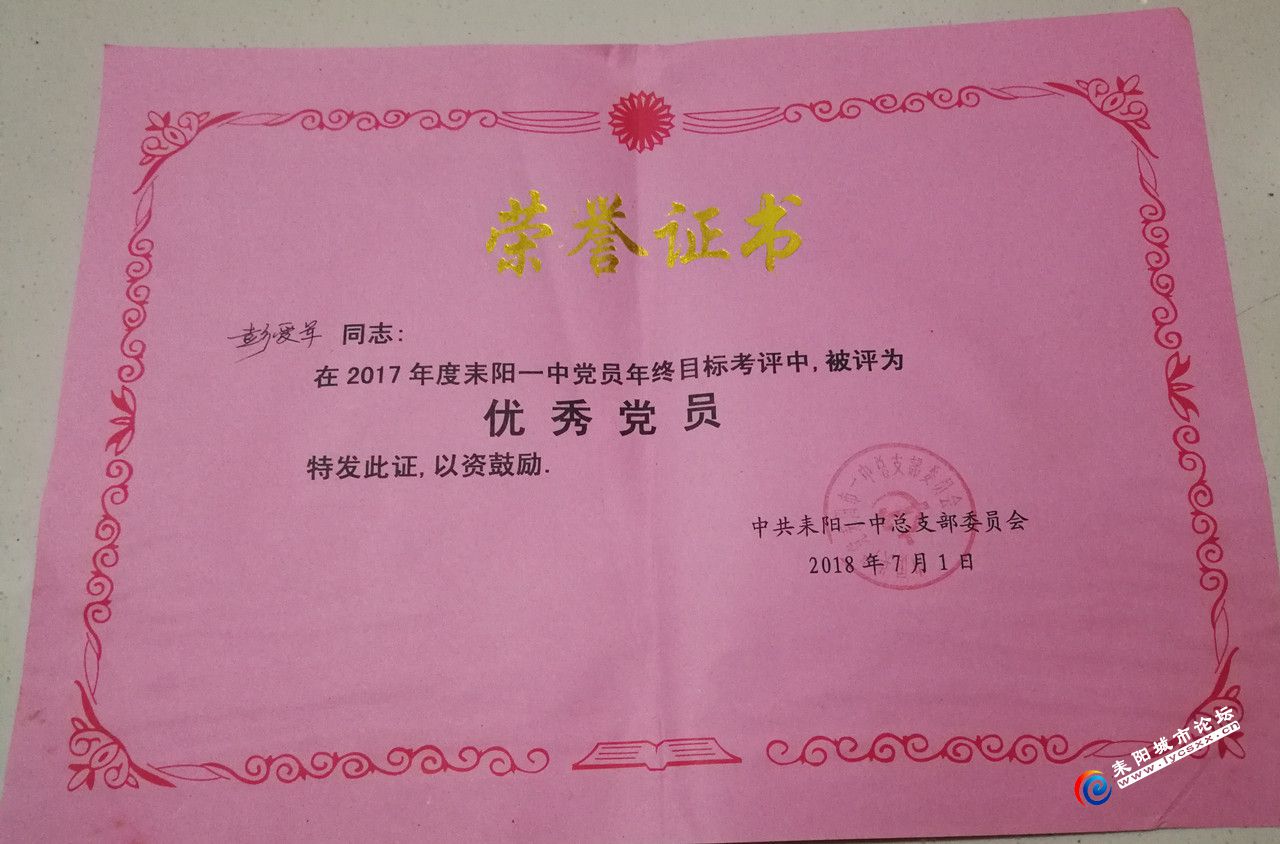 荣誉证书
彭爱军 同志:
在2017年度耒阳一中党员年终目标考评中,被评为
优秀党员
特发此证,以资鼓励.
中共耒阳一中总支部委员会
2018年7月1日
耒阳城市论坛
www.lycsxx.cn